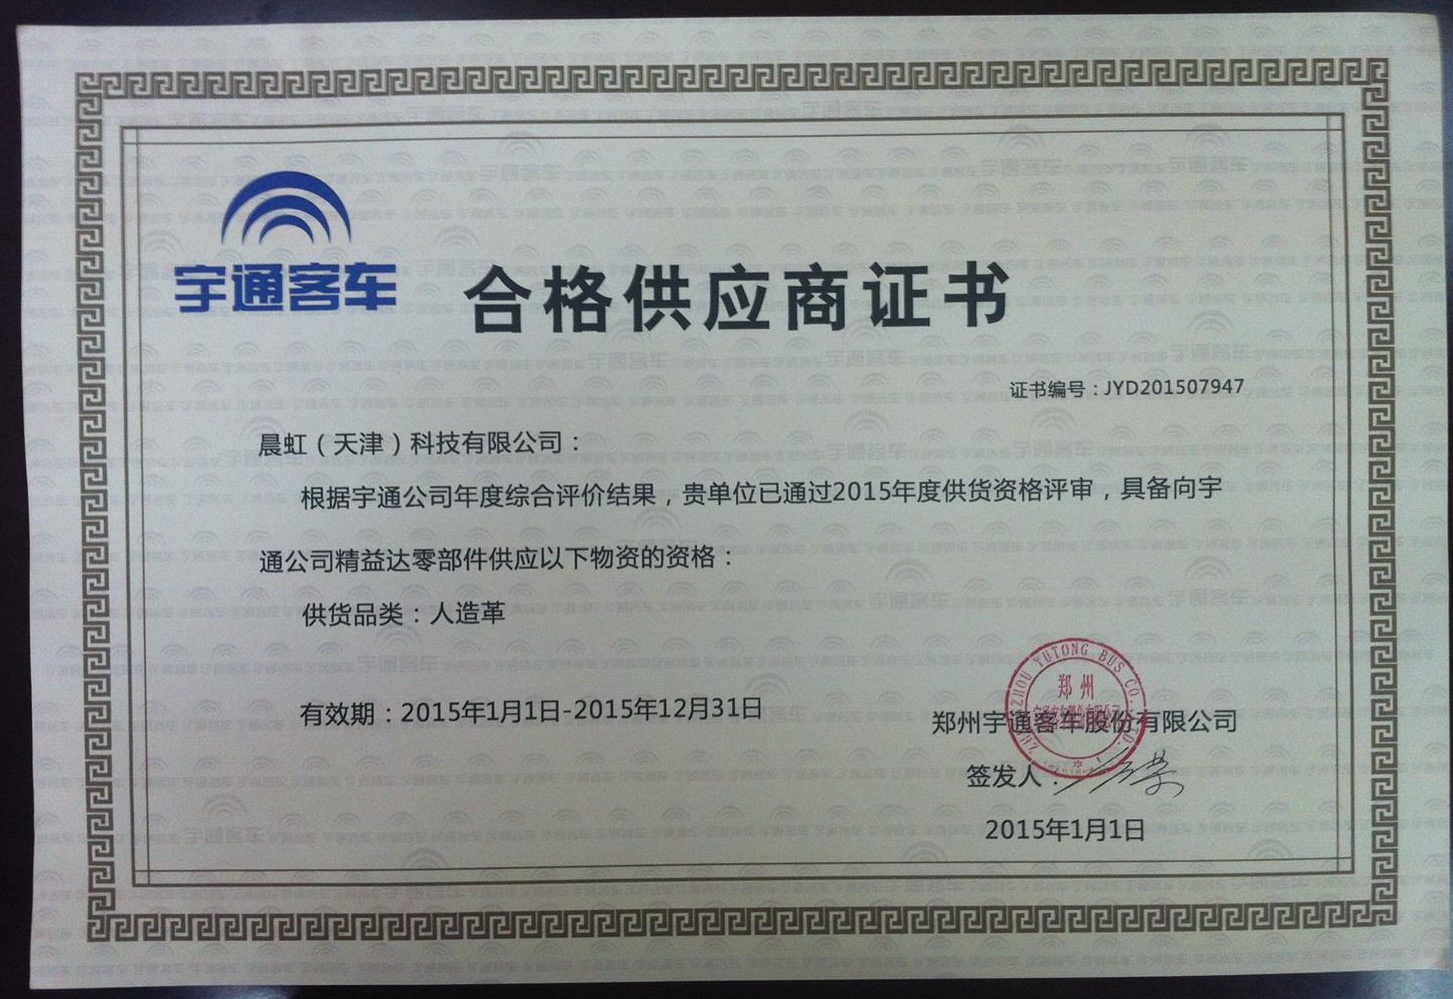 宇通客车
合格供应商证书
证书编号：JYD201507947
晨虹（天津）科技有限公司：
根据宇通公司年度综合评价结果，贵单位已通过2015年度供货资格评审，具备向宇
通公司精益达零部件供应以下物资的资格：
供货品类：人造革
有效期：2015年1月1日-2015年12月31日
ZHENGZHOU YUTONG BUS CO.,LTD.
郑州
郑州宇通客车股份有限公司
签发人：
2015年1月1日